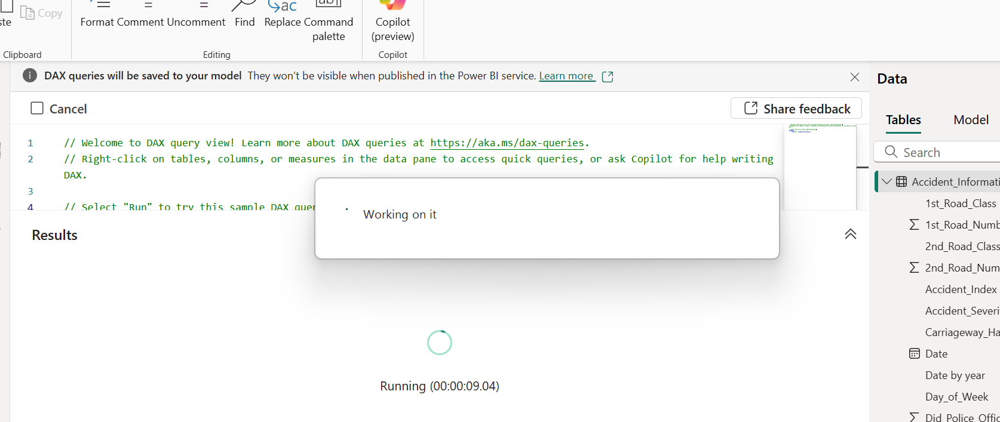 ste
Copy
Format Comment Uncomment Find Replace Command palette
Copilot (preview)
Clipboard
Editing
Copilot
DAX queries will be saved to your model They won't be visible when published in the Power BI service. Learn more
Cancel
Share feedback
1 // Welcome to DAX query view! Learn more about DAX queries at https://aka.ms/dax-queries.
2 // Right-click on tables, columns, or measures in the data pane to access quick queries, or ask Copilot for help writing
DAX.
3
4 // Select "Run" to try this sample DAX quer
Working on it
Results
Running (00:00:09.04)
Data
Tables Model
Search
Accident_Informati
1st_Road_Class
1st_Road_Numb
2nd_Road_Class
2nd_Road_Num
Accident_Index
Accident_Severi
Carriageway_Ha
Date
Date by year
Day_of_Week
Did_Police_Offic